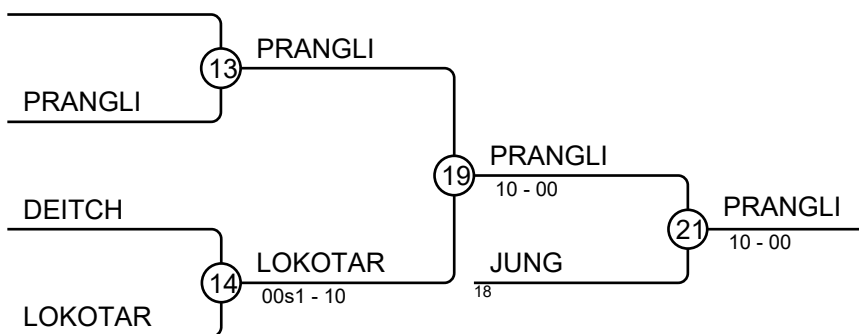 PRANGLI
13
PRANGLI
PRANGLI
19
10 - 00
DEITCH
PRANGLI
21
10 - 00
LOKOTAR
JUNG
14
00s1 - 10
18
LOKOTAR